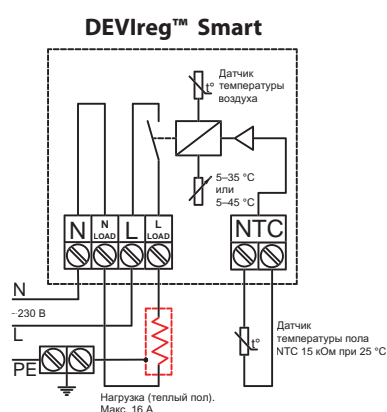 DEVIreg™ Smart
Датчик
температуры
воздуха
t°
5–35 °C
или
5–45 °C
N
N
LOAD
L
L
LOAD
NTC
N
~230 В
L
PE
t°
Датчик
температуры пола
NTC 15 кОм при 25 °C
Нагрузка (теплый пол).
Макс. 16 А